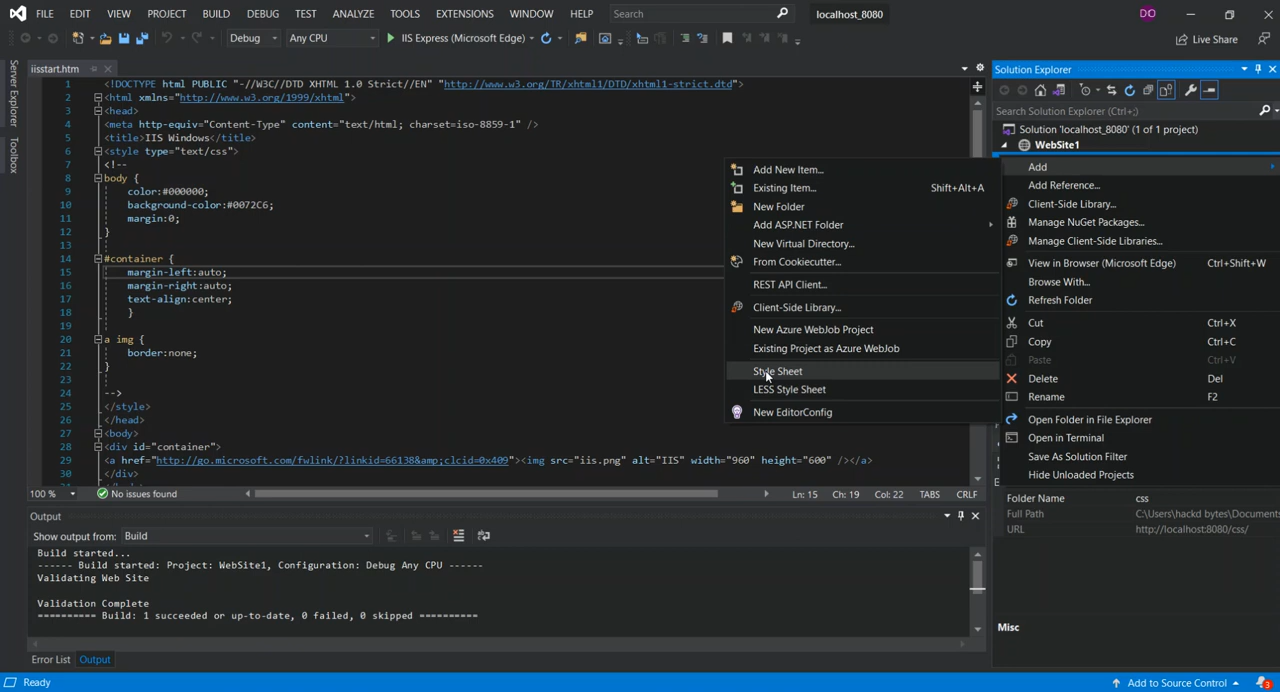 FILE EDIT VIEW PROJECT BUILD DEBUG TEST ANALYZE TOOLS EXTENSIONS WINDOW HELP Search localhost_8080 DO
Debug Any CPU IIS Express (Microsoft Edge) Live Share
Server Explorer
Toolbox
iisstart.htm
1 <!DOCTYPE html PUBLIC "-//W3C//DTD XHTML 1.0 Strict//EN" "http://www.w3.org/TR/xhtml1/DTD/xhtml1-strict.dtd">
2 <html xmlns="http://www.w3.org/1999/xhtml">
3 <head>
4 <meta http-equiv="Content-Type" content="text/html; charset=iso-8859-1" />
5 <title>IIS Windows</title>
6 <style type="text/css">
7 <!--
8 body {
9 color:#000000;
10 background-color:#0072C6;
11 margin:0;
12 }
13
14 #container {
15 margin-left:auto;
16 margin-right:auto;
17 text-align:center;
18 }
19
20 a img {
21 border:none;
22 }
23
24 -->
25 </style>
26 </head>
27 <body>
28 <div id="container">
29 <a href="http://go.microsoft.com/fwlink/?linkid=66138&amp;clcid=0x409"><img src="iis.png" alt="IIS" width="960" height="600" /></a>
30 </div>
100 % No issues found Ln: 15 Ch: 19 Col: 22 TABS CRLF
Output
Show output from: Build
Build started...
------ Build started: Project: WebSite1, Configuration: Debug Any CPU ------
Validating Web Site
Validation Complete
========== Build: 1 succeeded or up-to-date, 0 failed, 0 skipped ==========
Error List Output
Ready
Add New Item...
Existing Item... Shift+Alt+A
New Folder
Add ASP.NET Folder
New Virtual Directory...
From Cookiecutter...
REST API Client...
Client-Side Library...
New Azure WebJob Project
Existing Project as Azure WebJob
Style Sheet
LESS Style Sheet
New EditorConfig
Solution Explorer
Search Solution Explorer (Ctrl+;)
Solution 'localhost_8080' (1 of 1 project)
WebSite1
Add
Add Reference...
Client-Side Library...
Manage NuGet Packages...
Manage Client-Side Libraries...
View in Browser (Microsoft Edge) Ctrl+Shift+W
Browse With...
Refresh Folder
Cut Ctrl+X
Copy Ctrl+C
Paste Ctrl+V
Delete Del
Rename F2
Open Folder in File Explorer
Open in Terminal
Save As Solution Filter
Hide Unloaded Projects
Folder Name css
Full Path C:\Users\hackd bytes\Documents
URL http://localhost:8080/css/
Misc
Add to Source Control 3